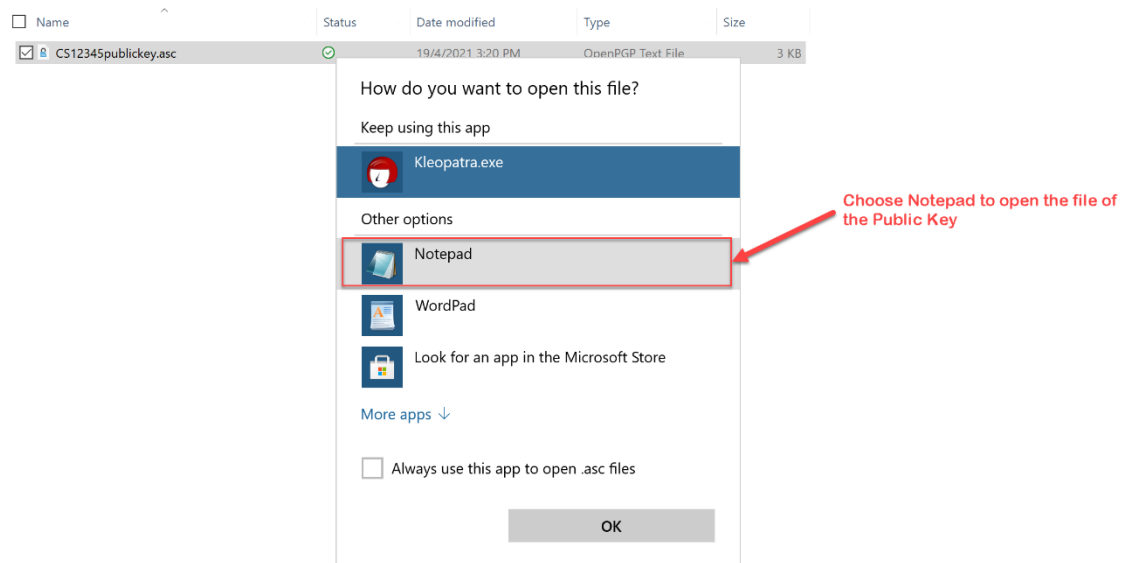 Name Status Date modified Type Size
CS12345publickey.asc 19/4/2021 3:20 PM OpenPGP Text File 3 KB
How do you want to open this file?
Keep using this app
Kleopatra.exe
Other options
Notepad
WordPad
Look for an app in the Microsoft Store
More apps
Always use this app to open .asc files
OK
Choose Notepad to open the file of
the Public Key